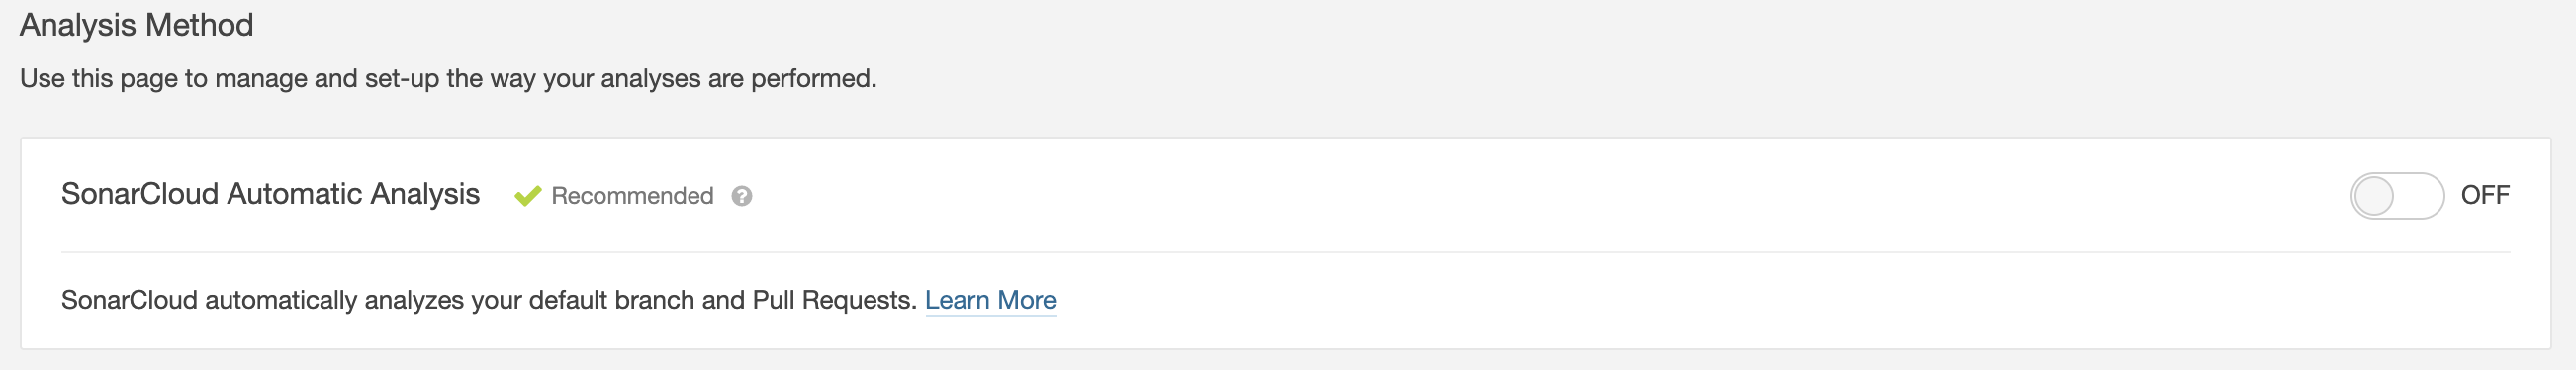 Analysis Method
Use this page to manage and set-up the way your analyses are performed.
SonarCloud Automatic Analysis Recommended ? OFF
SonarCloud automatically analyzes your default branch and Pull Requests. Learn More